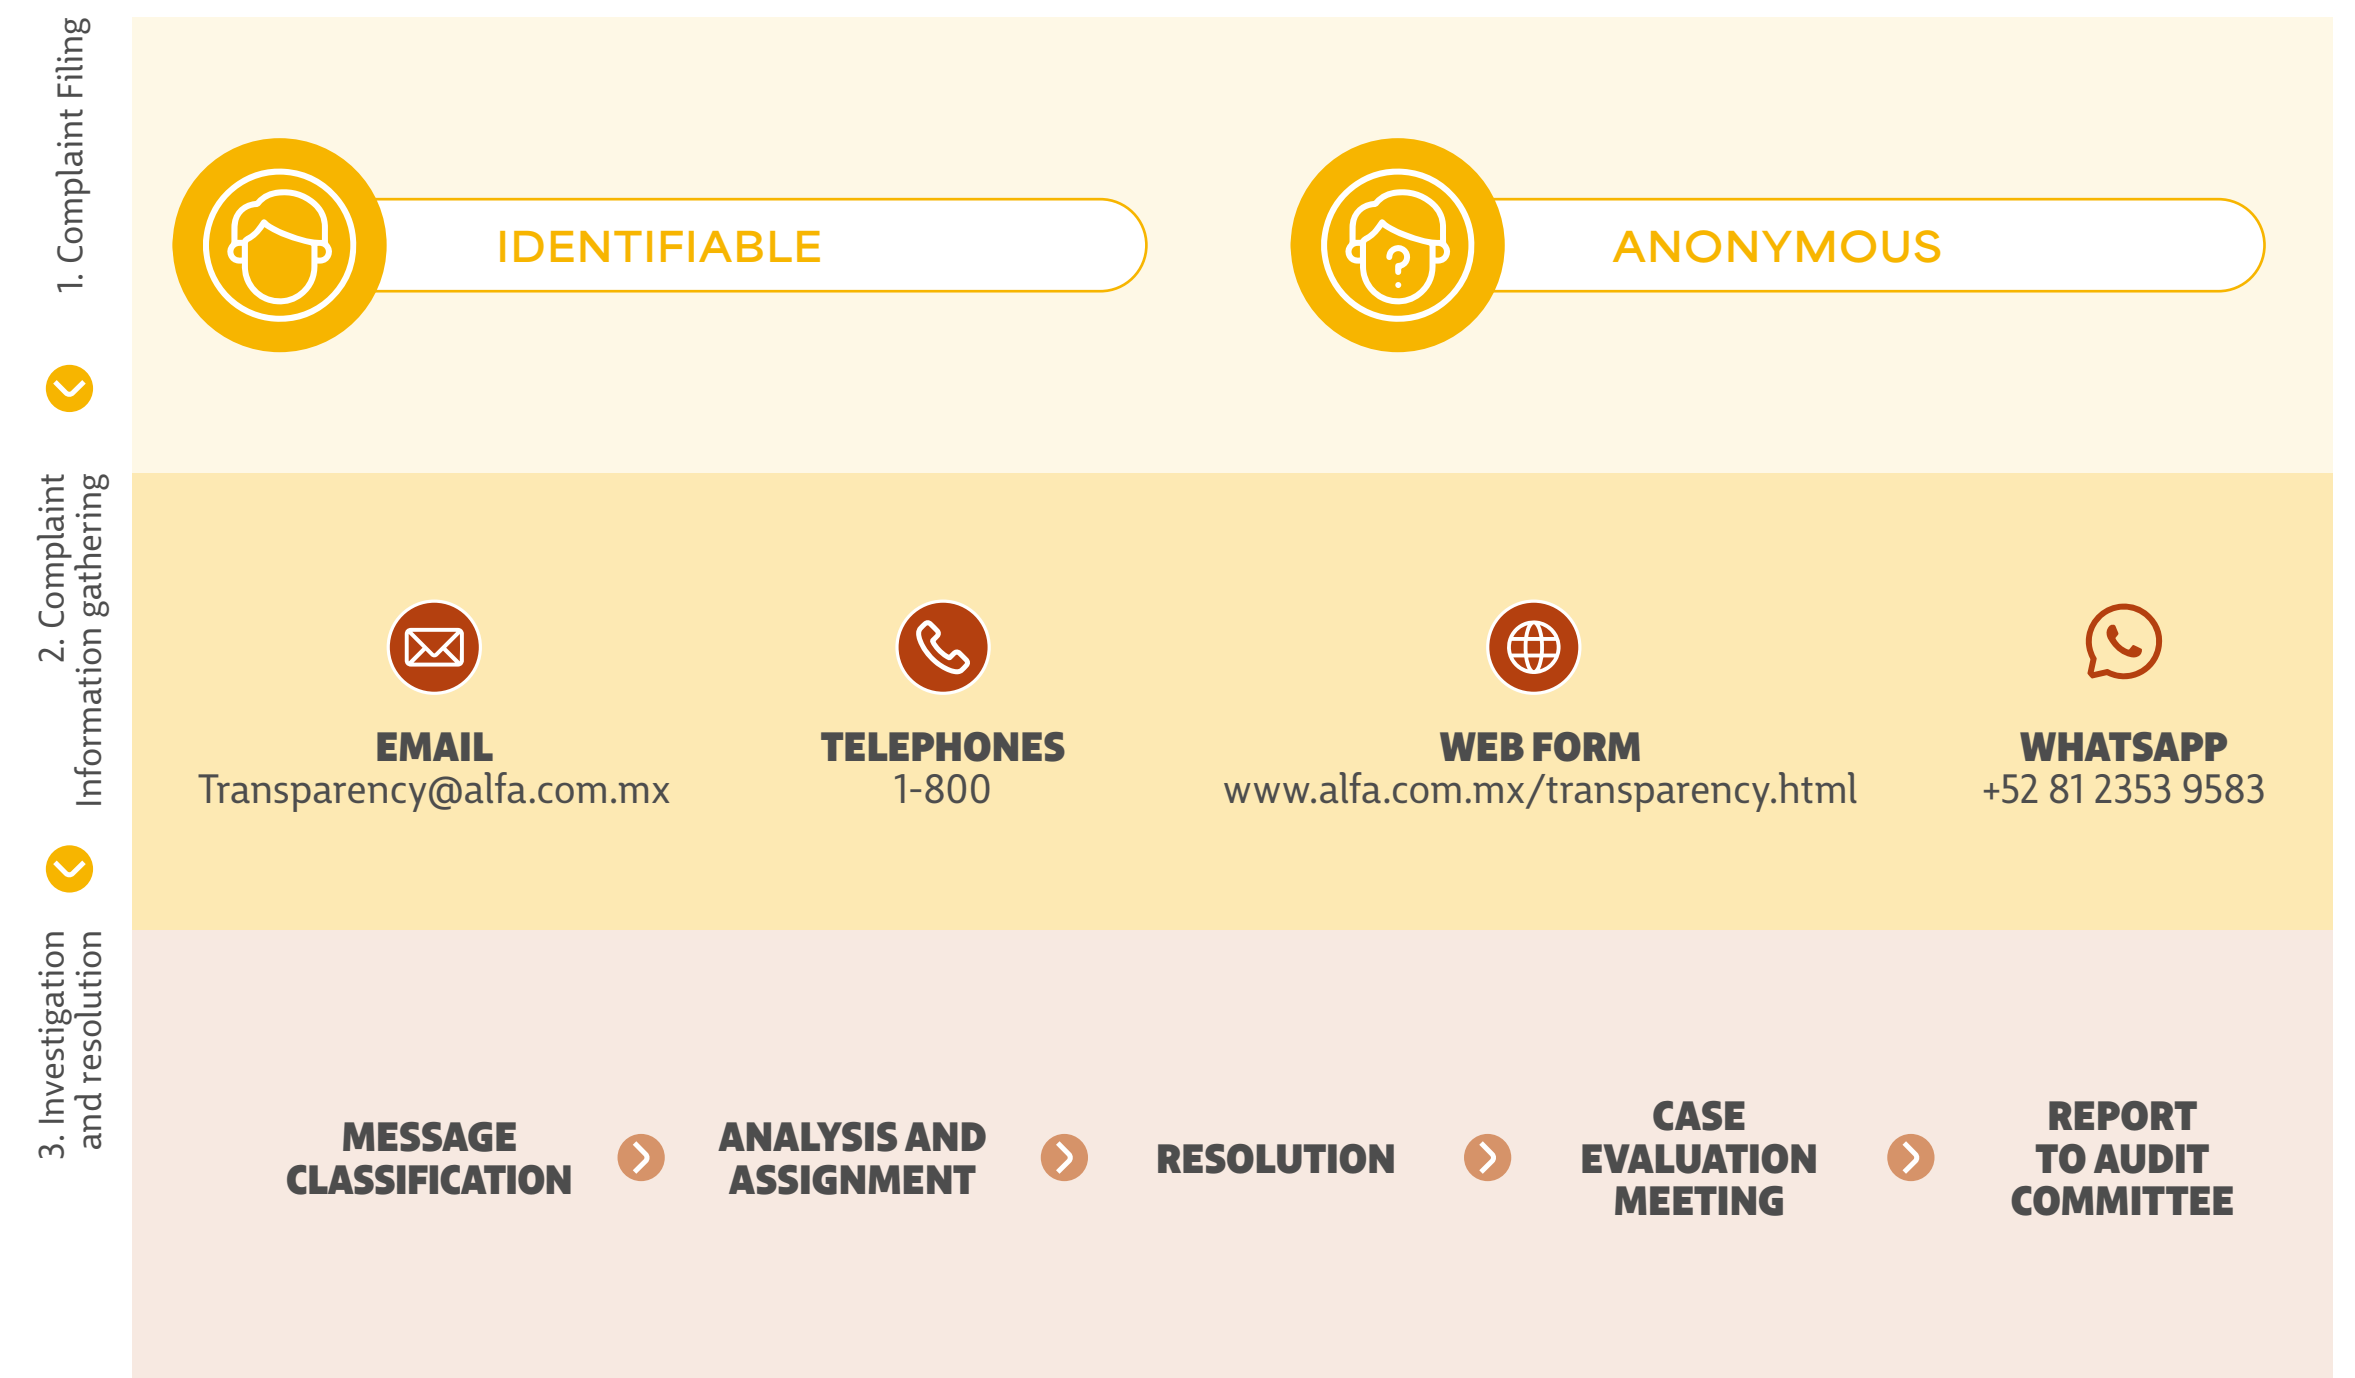 1. Complaint Filing
IDENTIFIABLE
ANONYMOUS
2. Complaint
Information gathering
EMAIL
Transparency@alfa.com.mx
TELEPHONES
1-800
WEB FORM
www.alfa.com.mx/transparency.html
WHATSAPP
+52 81 2353 9583
3. Investigation
and resolution
MESSAGE
CLASSIFICATION
ANALYSIS AND
ASSIGNMENT
RESOLUTION
CASE
EVALUATION
MEETING
REPORT
TO AUDIT
COMMITTEE